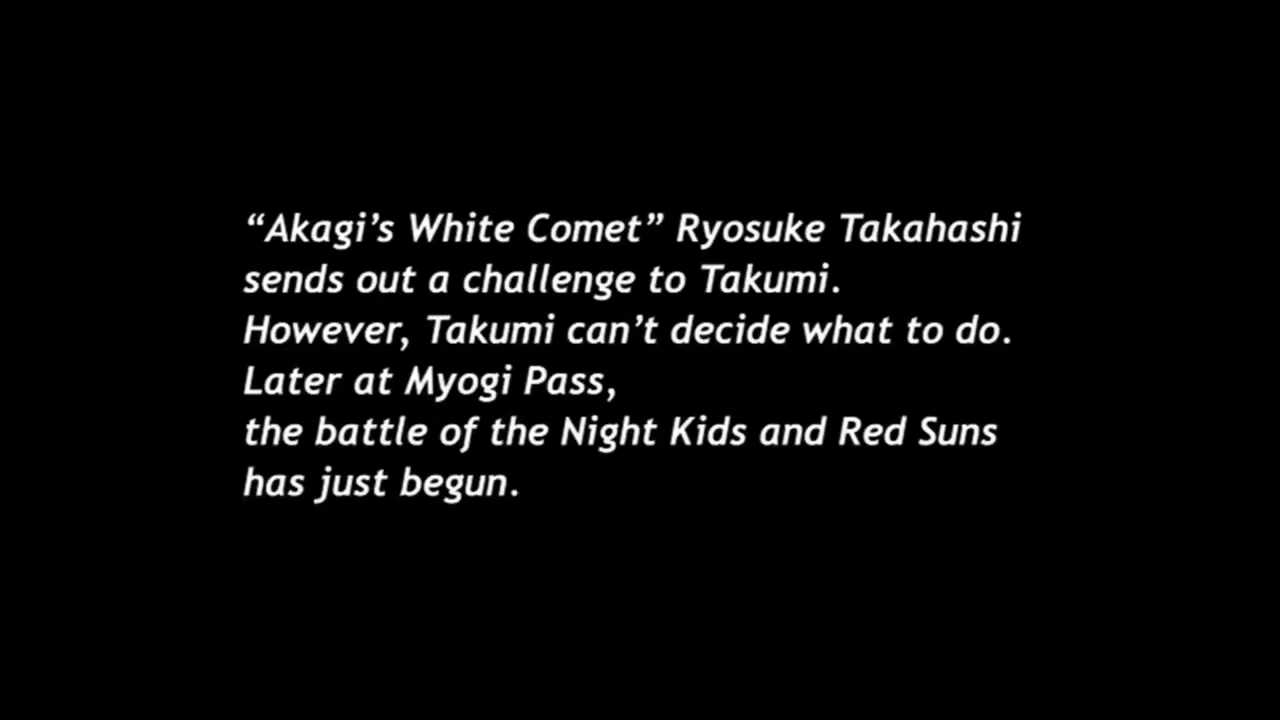 “Akagi’s White Comet” Ryosuke Takahashi
sends out a challenge to Takumi.
However, Takumi can’t decide what to do.
Later at Myogi Pass,
the battle of the Night Kids and Red Suns
has just begun.